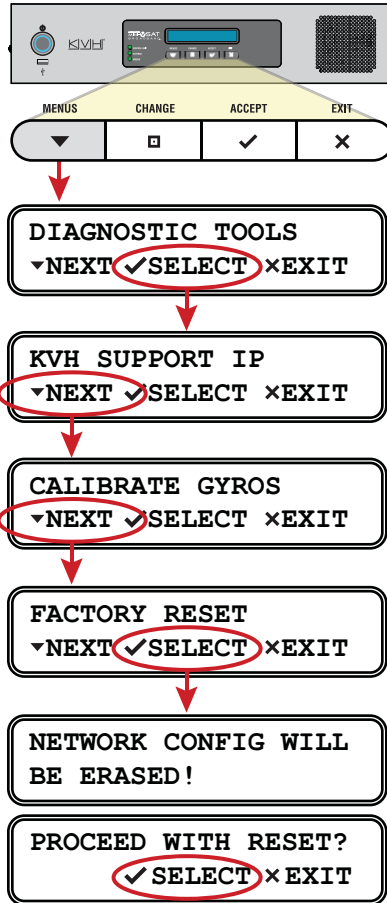 KVH
MENUS CHANGE ACCEPT EXIT
DIAGNOSTIC TOOLS
▼NEXT ✓SELECT ×EXIT
KVH SUPPORT IP
▼NEXT ✓SELECT ×EXIT
CALIBRATE GYROS
▼NEXT ✓SELECT ×EXIT
FACTORY RESET
▼NEXT ✓SELECT ×EXIT
NETWORK CONFIG WILL
BE ERASED!
PROCEED WITH RESET?
✓SELECT ×EXIT